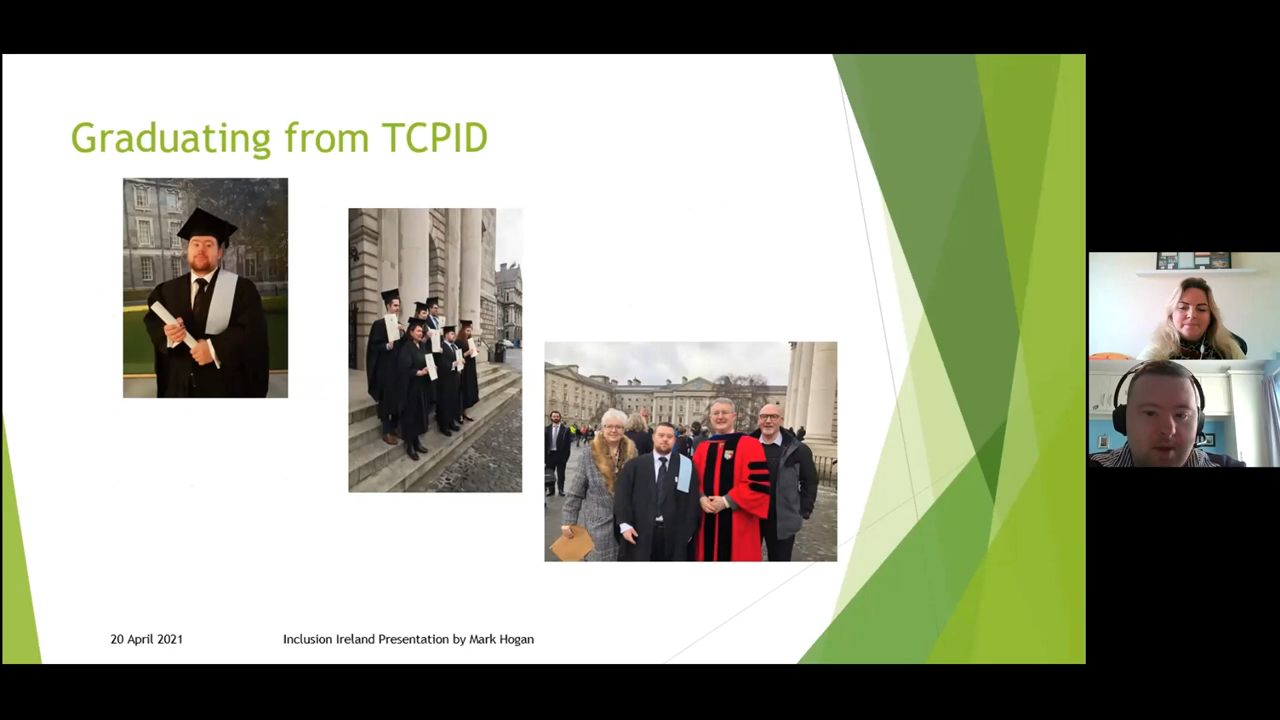 Graduating from TCPID
20 April 2021
Inclusion Ireland Presentation by Mark Hogan